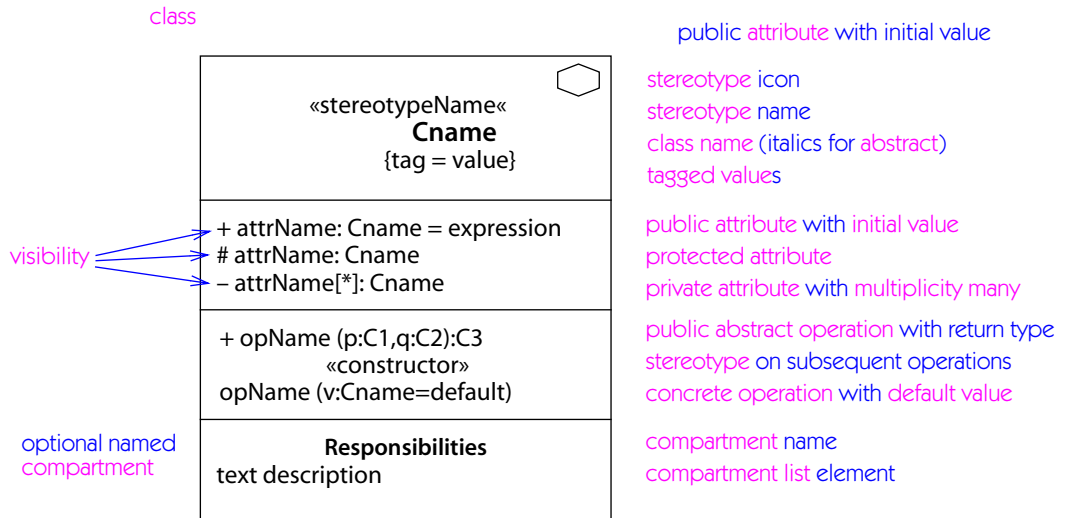 class
public attribute with initial value
stereotype icon
«stereotypeName«
stereotype name
Cname
class name (italics for abstract)
{tag = value}
tagged values
+ attrName: Cname = expression
public attribute with initial value
visibility
# attrName: Cname
protected attribute
– attrName[*]: Cname
private attribute with multiplicity many
+ opName (p:C1,q:C2):C3
public abstract operation with return type
«constructor»
stereotype on subsequent operations
opName (v:Cname=default)
concrete operation with default value
optional named
compartment
Responsibilities
compartment name
text description
compartment list element